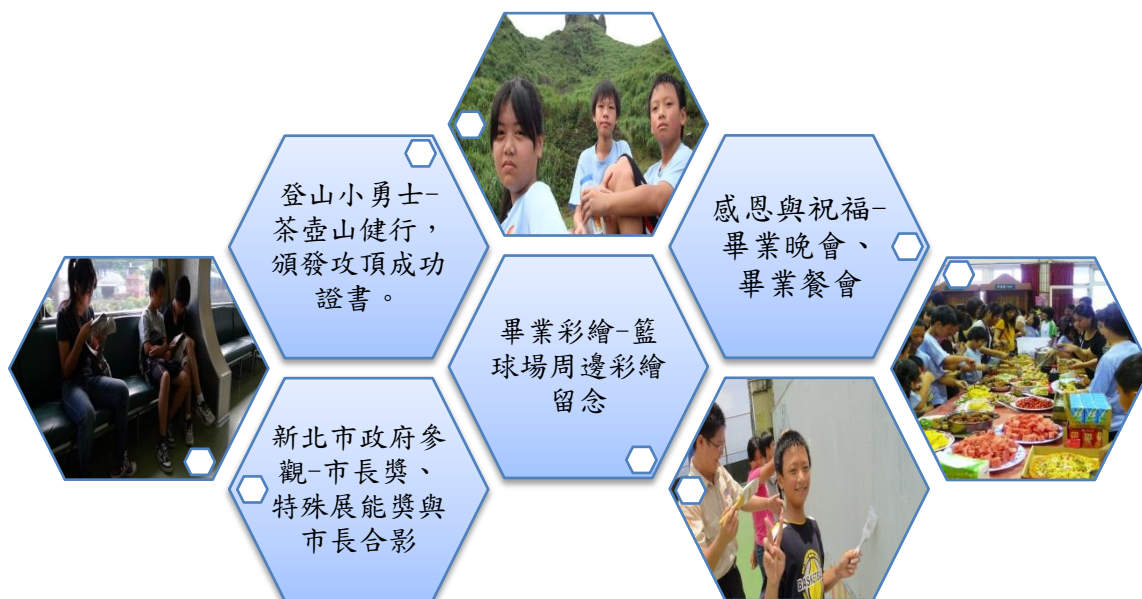 登山小勇士-
茶壺山健行，
頒發攻頂成功
證書。
感恩與祝福-
畢業晚會、
畢業餐會
畢業彩繪-籃
球場周邊彩繪
留念
新北市政府參
觀-市長獎、
特殊展能獎與
市長合影